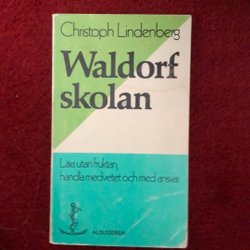 Christoph Lindenberg
Waldorf
skolan
Lära utan fruktan,
handla medvetet och med ansvar
ALDUSSERIEN